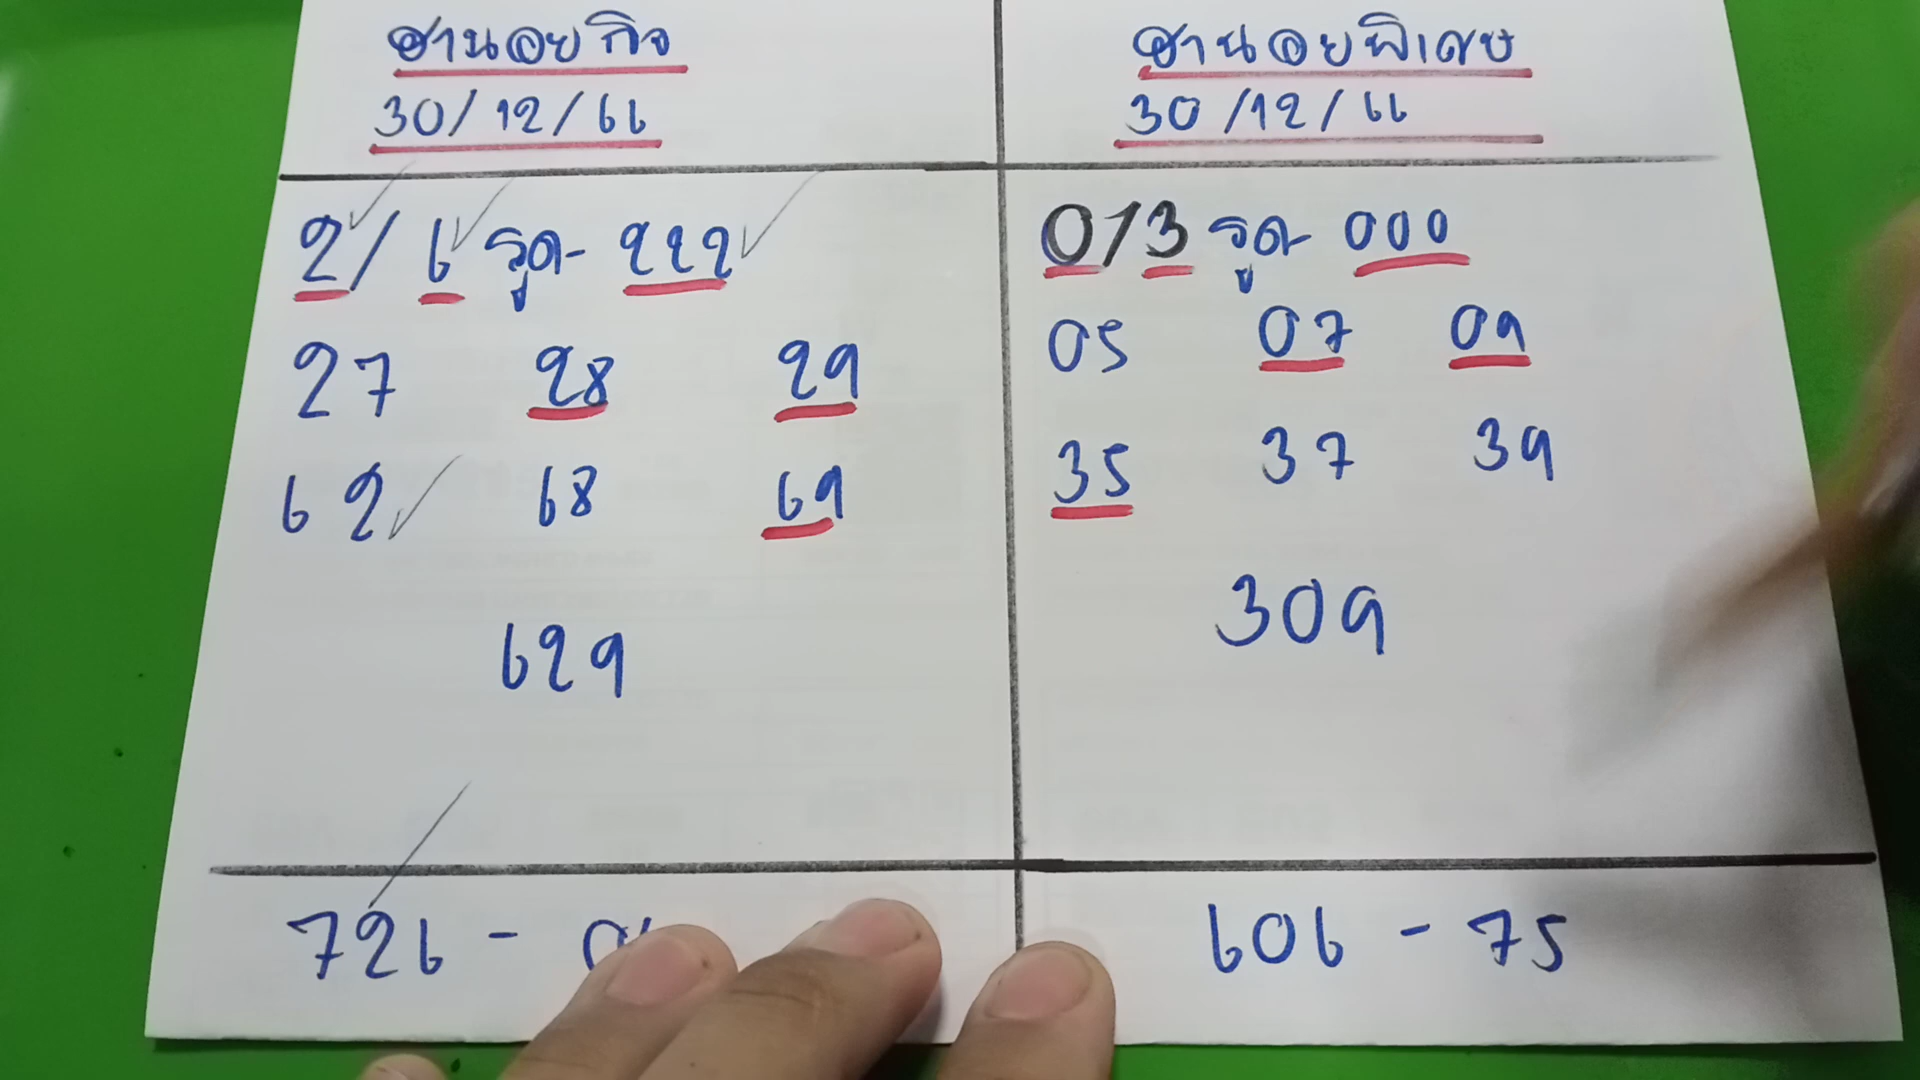 ฮานอยกิจ
30/12/66
2/6 รูด- 222
27 28 29
62 68 69
629
726 -
ฮานอยพิเศษ
30/12/66
0/3 รูด- 000
05 07 09
35 37 39
309
606 - 75